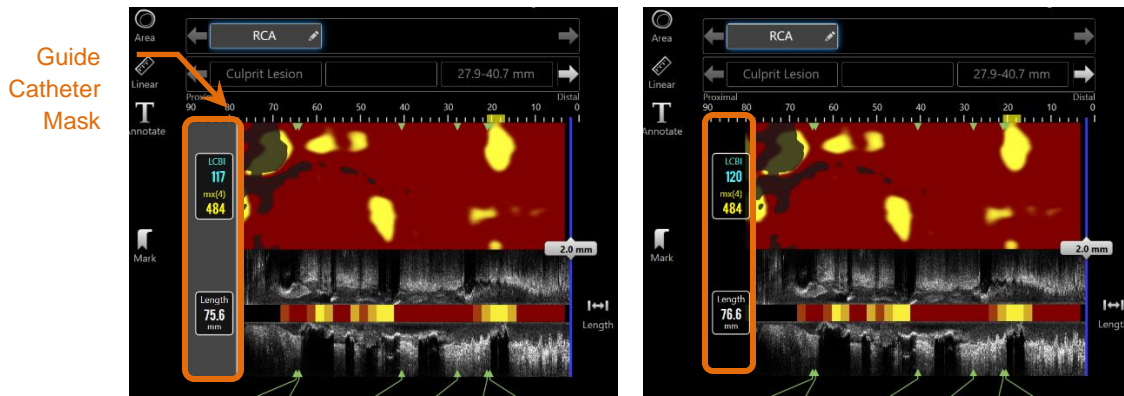 Guide
Catheter
Mask
Area
RCA
Linear
Culprit Lesion
27.9-40.7 mm
Proximal
Distal
90 80 70 60 50 40 30 20 10 0
Annotate
LCBI
117
mx(4)
484
Mark
2.0 mm
Length
75.6
mm
Length
Area
RCA
Linear
Culprit Lesion
27.9-40.7 mm
Proximal
Distal
90 80 70 60 50 40 30 20 10 0
Annotate
LCBI
120
mx(4)
484
Mark
2.0 mm
Length
76.6
mm
Lengt